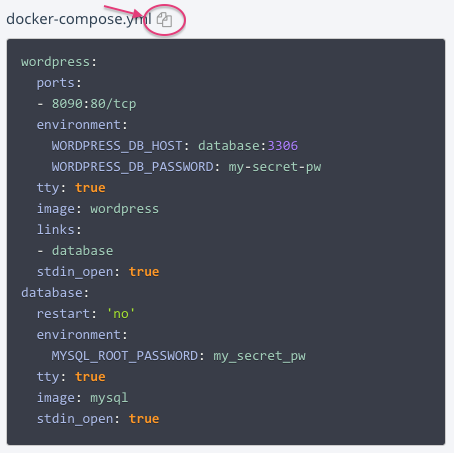 docker-compose.yml
wordpress:
  ports:
  - 8090:80/tcp
  environment:
    WORDPRESS_DB_HOST: database:3306
    WORDPRESS_DB_PASSWORD: my-secret-pw
  tty: true
  image: wordpress
  links:
  - database
  stdin_open: true
database:
  restart: 'no'
  environment:
    MYSQL_ROOT_PASSWORD: my_secret_pw
  tty: true
  image: mysql
  stdin_open: true